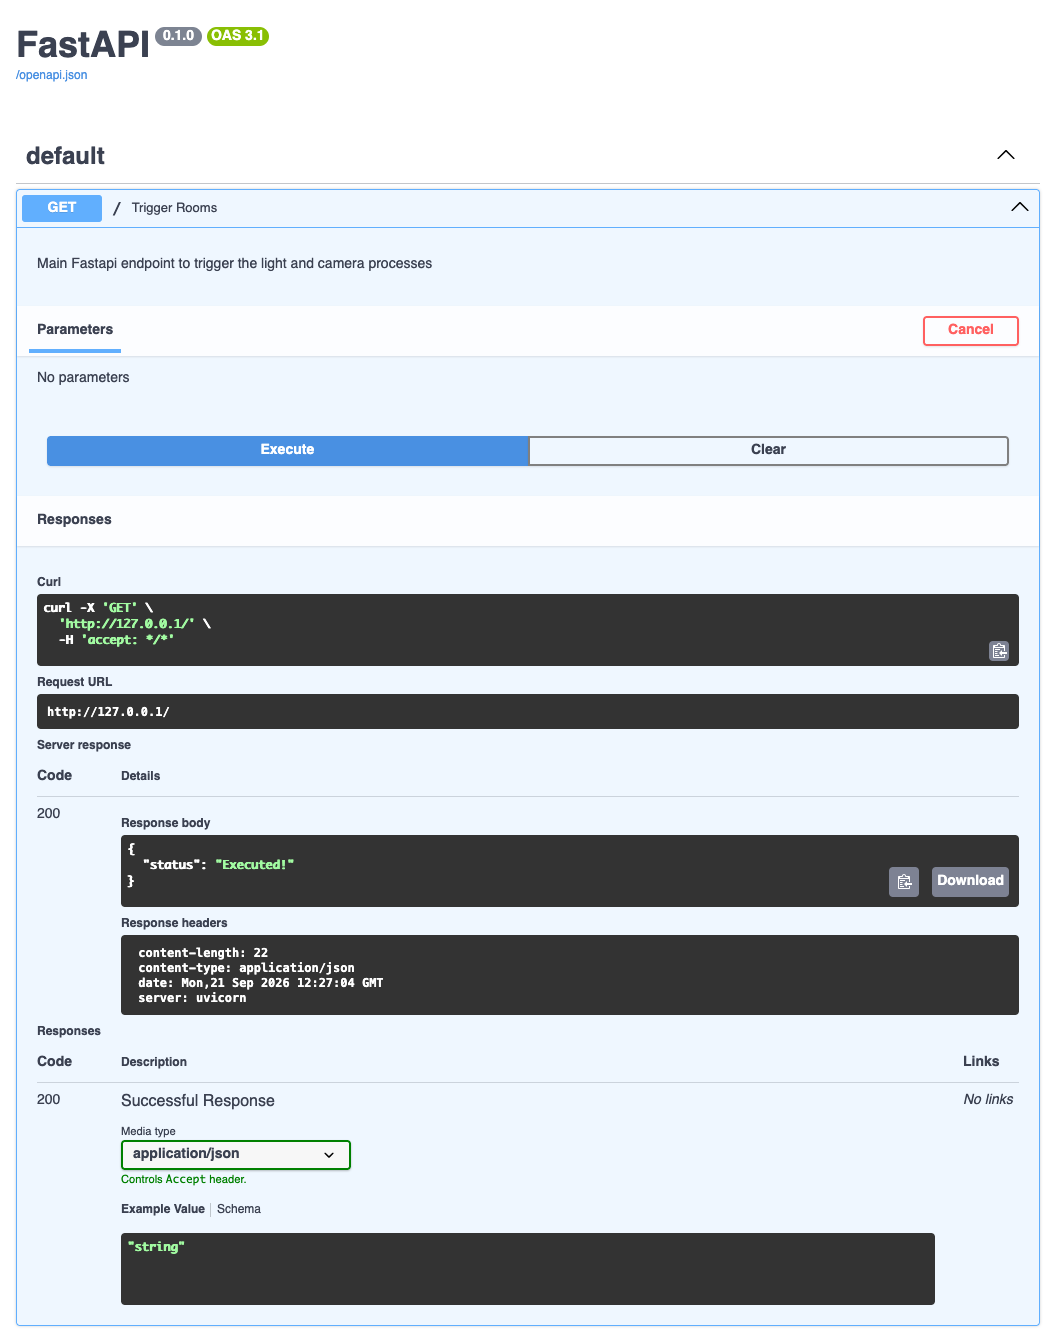 FastAPI 0.1.0 OAS 3.1
/openapi.json
default
GET / Trigger Rooms
Main Fastapi endpoint to trigger the light and camera processes
Parameters Cancel
No parameters
Execute Clear
Responses
Curl
curl -X 'GET' \
  'http://127.0.0.1/' \
  -H 'accept: */*'
Request URL
http://127.0.0.1/
Server response
Code Details
200
Response body
{
  "status": "Executed!"
}
Download
Response headers
content-length: 22
content-type: application/json
date: Mon,21 Sep 2026 12:27:04 GMT
server: uvicorn
Responses
Code Description Links
200 Successful Response No links
Media type
application/json
Controls Accept header.
Example Value Schema
"string"